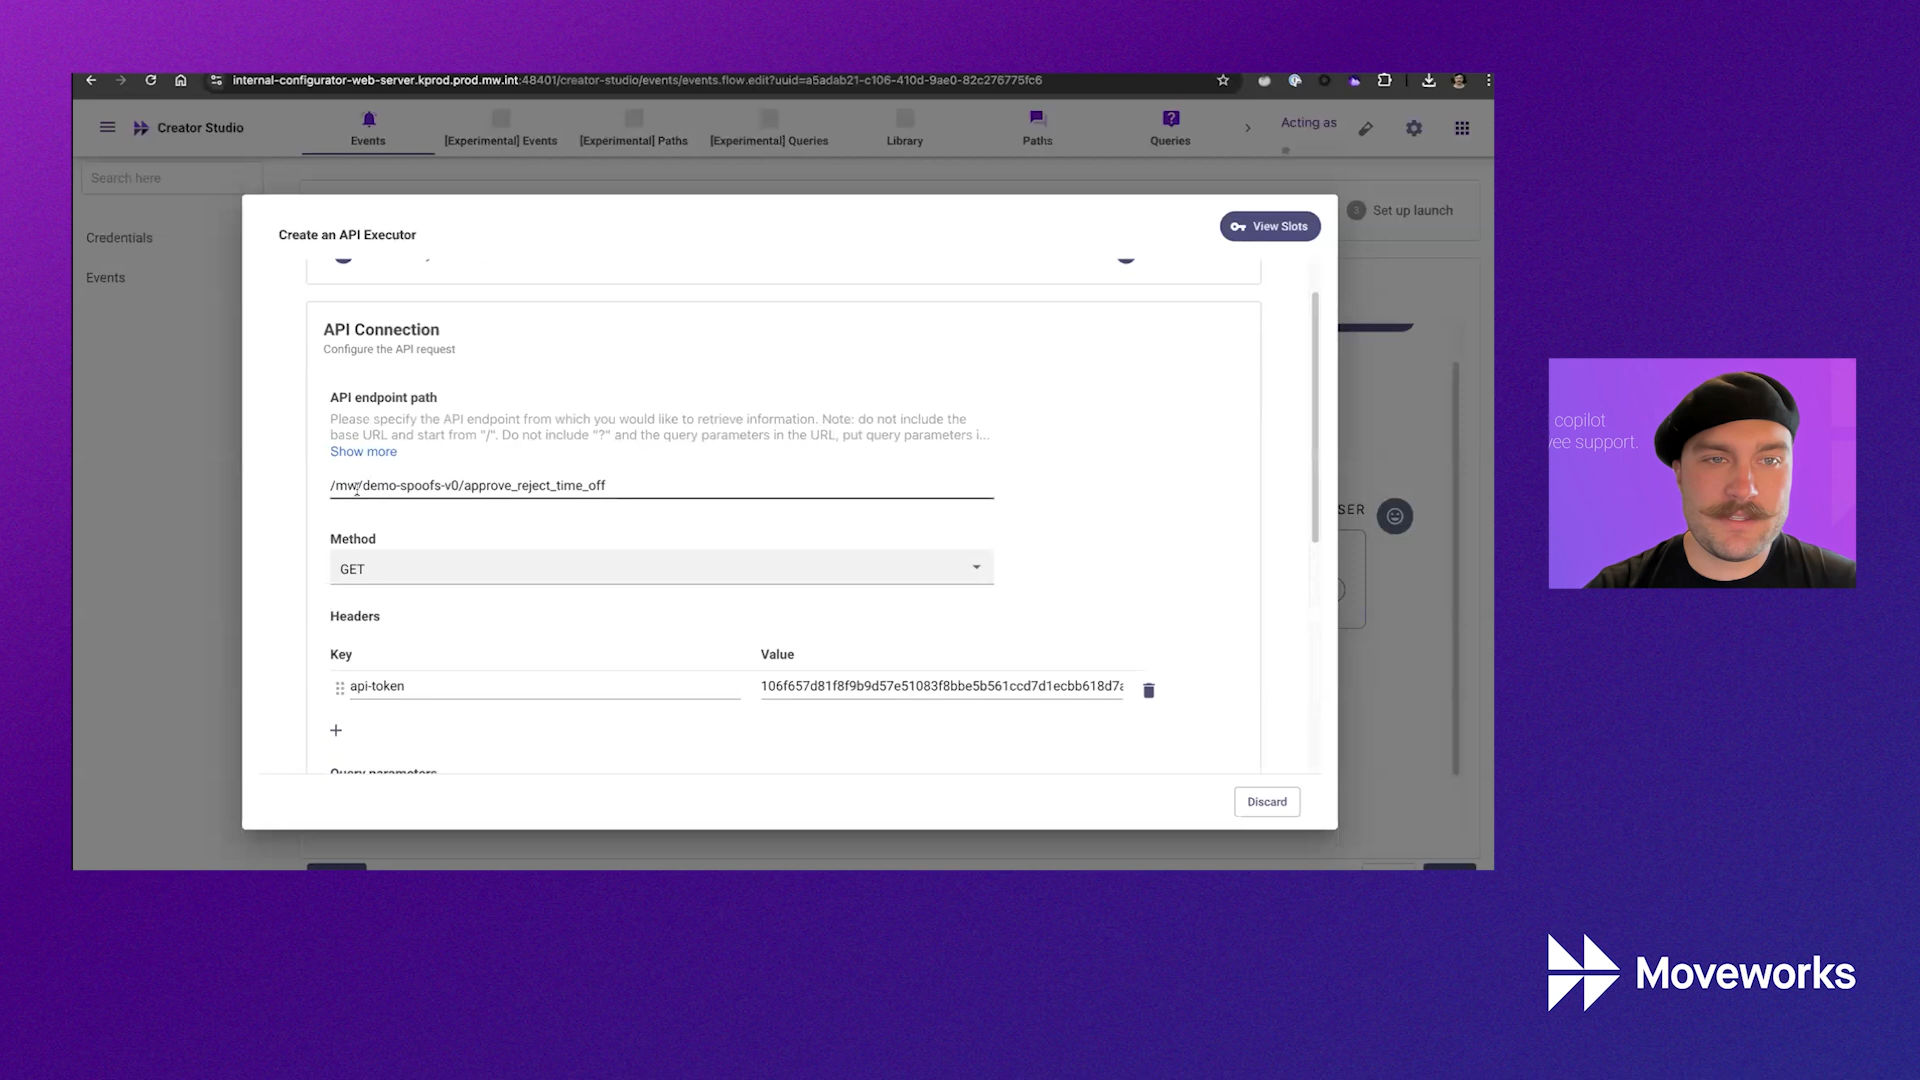 internal-configurator-web-server.kprod.prod.mw.int:48401/creator-studio/events/events.flow.edit?uuid=a5adab21-c106-410d-9ae0-82c276775fc6
Creator Studio
Events
[Experimental] Events
[Experimental] Paths
[Experimental] Queries
Library
Paths
Queries
Acting as
Search here
Credentials
Events
3 Set up launch
Create an API Executor
View Slots
API Connection
Configure the API request
API endpoint path
Please specify the API endpoint from which you would like to retrieve information. Note: do not include the
base URL and start from "/". Do not include "?" and the query parameters in the URL, put query parameters i...
Show more
/mw/demo-spoofs-v0/approve_reject_time_off
Method
GET
Headers
Key Value
api-token 106f657d81f8f9b9d57e51083f8bbe5b561ccd7d1ecbb618d7
Query parameters
Discard
SER
copilot
ee support.
Moveworks